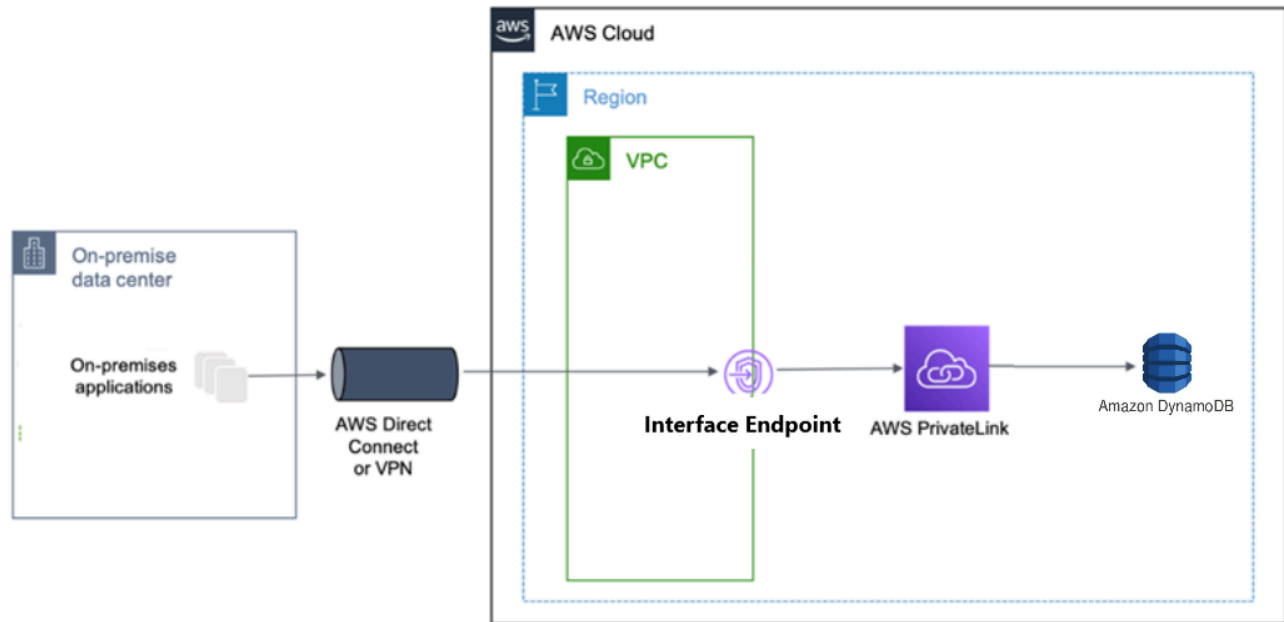 aws
AWS Cloud
Region
VPC
On-premise
data center
On-premises
applications
AWS Direct
Connect
or VPN
Interface Endpoint
AWS PrivateLink
Amazon DynamoDB